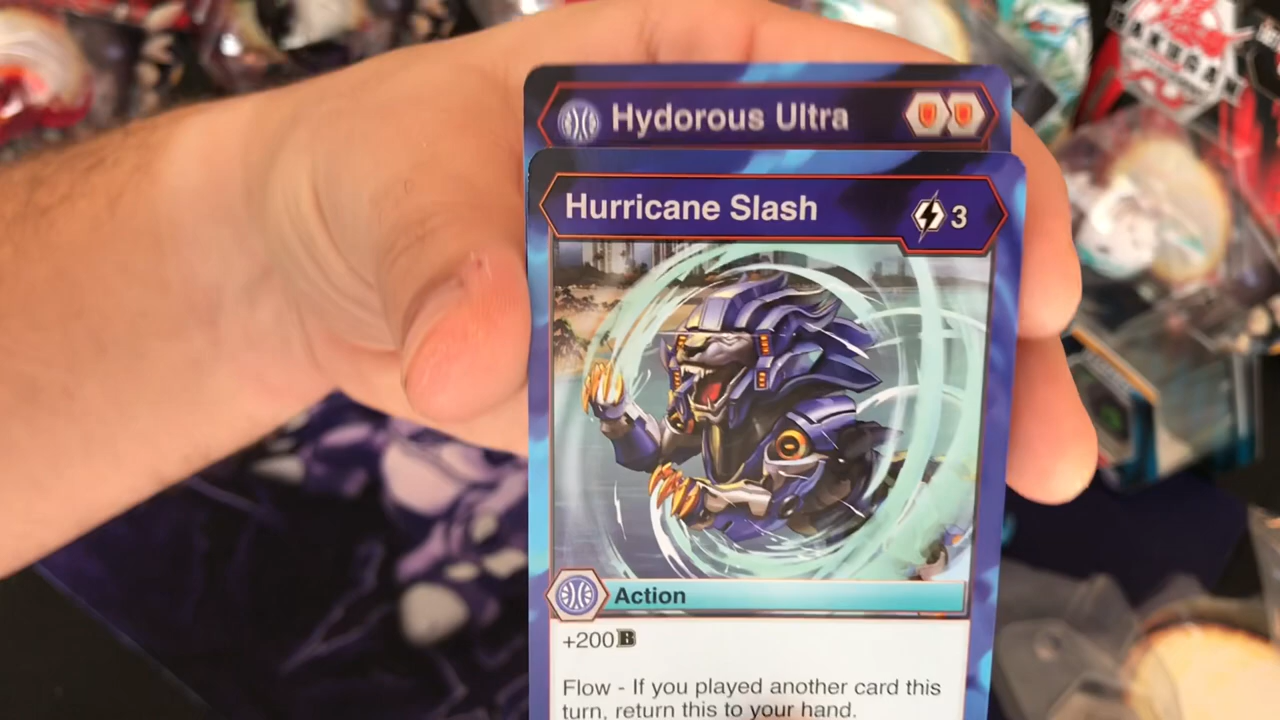 BAKUGAN
Hydorous Ultra
Hurricane Slash
3
Action
+200 B
Flow - If you played another card this
turn, return this to your hand.